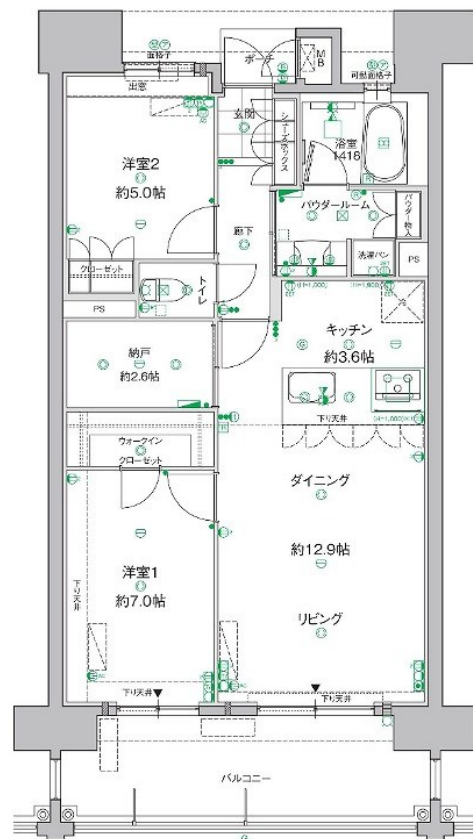 面格子
ポーチ
MB
可動面格子
出窓
玄関
シューズボックス
浴室
1418
洋室2
約5.0帖
廊下
パウダールーム
パウダー物入
洗濯パン
PS
クローゼット
トイレ
PS
キッチン
約3.6帖
納戸
約2.6帖
下り天井
ウォークイン
クローゼット
ダイニング
約12.9帖
リビング
洋室1
約7.0帖
下り天井
下り天井
下り天井
バルコニー